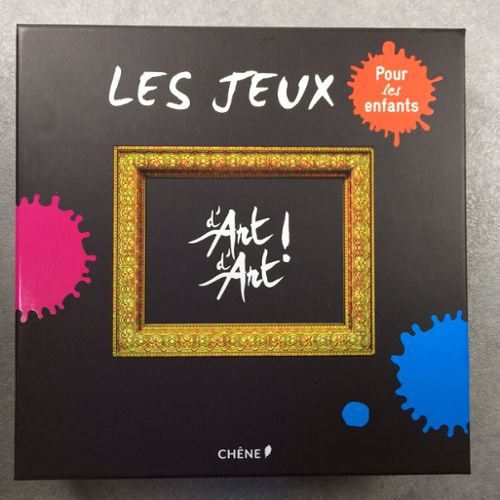 LES JEUX
Pour
les
enfants
d'Art !
d'Art
CHÊNE